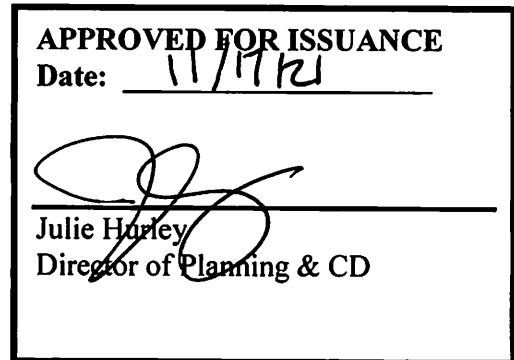 APPROVED FOR ISSUANCE
Date: 11/17/21
Julie Hurley
Director of Planning & CD